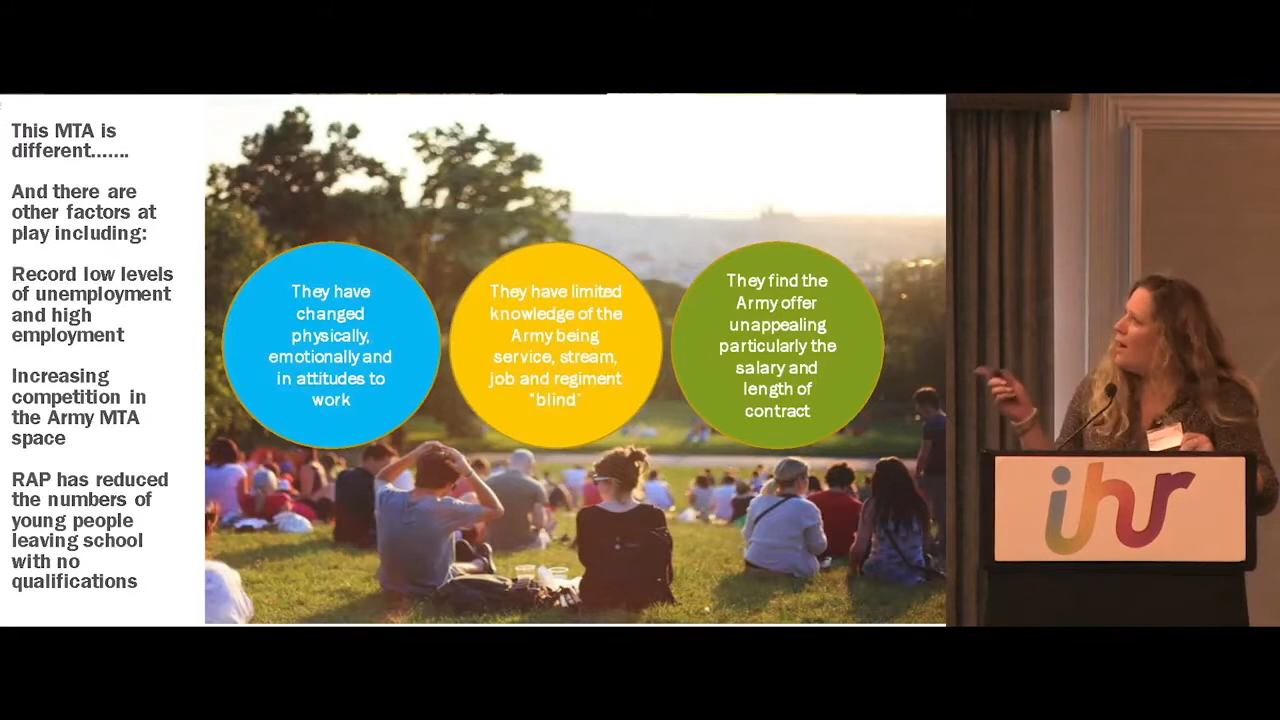 This MTA is
different.......
And there are
other factors at
play including:
Record low levels
of unemployment
and high
employment
Increasing
competition in
the Army MTA
space
RAP has reduced
the numbers of
young people
leaving school
with no
qualifications
They have
changed
physically,
emotionally and
in attitudes to
work
They have limited
knowledge of the
Army being
service, stream,
job and regiment
"blind"
They find the
Army offer
unappealing
particularly the
salary and
length of
contract
ihr